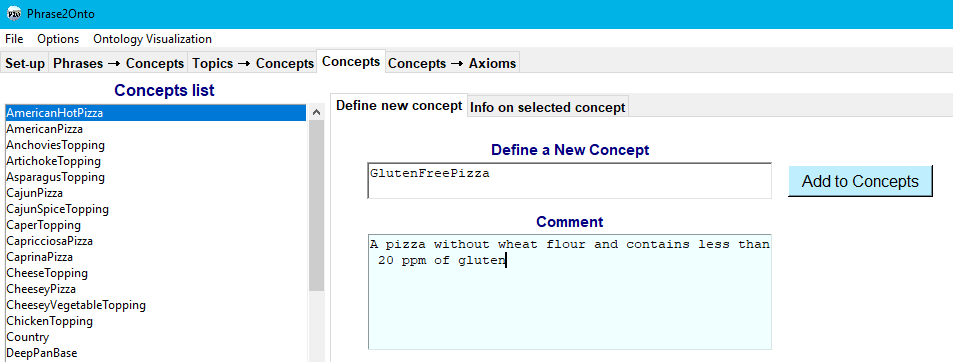 P2O Phrase2Onto
File Options Ontology Visualization
Set-up Phrases → Concepts Topics → Concepts Concepts Concepts → Axioms
Concepts list
AmericanHotPizza
AmericanPizza
AnchoviesTopping
ArtichokeTopping
AsparagusTopping
CajunPizza
CajunSpiceTopping
CaperTopping
CapricciosaPizza
CaprinaPizza
CheeseTopping
CheeseyPizza
CheeseyVegetableTopping
ChickenTopping
Country
DeepPanBase
Define new concept Info on selected concept
Define a New Concept
GlutenFreePizza
Add to Concepts
Comment
A pizza without wheat flour and contains less than
20 ppm of gluten